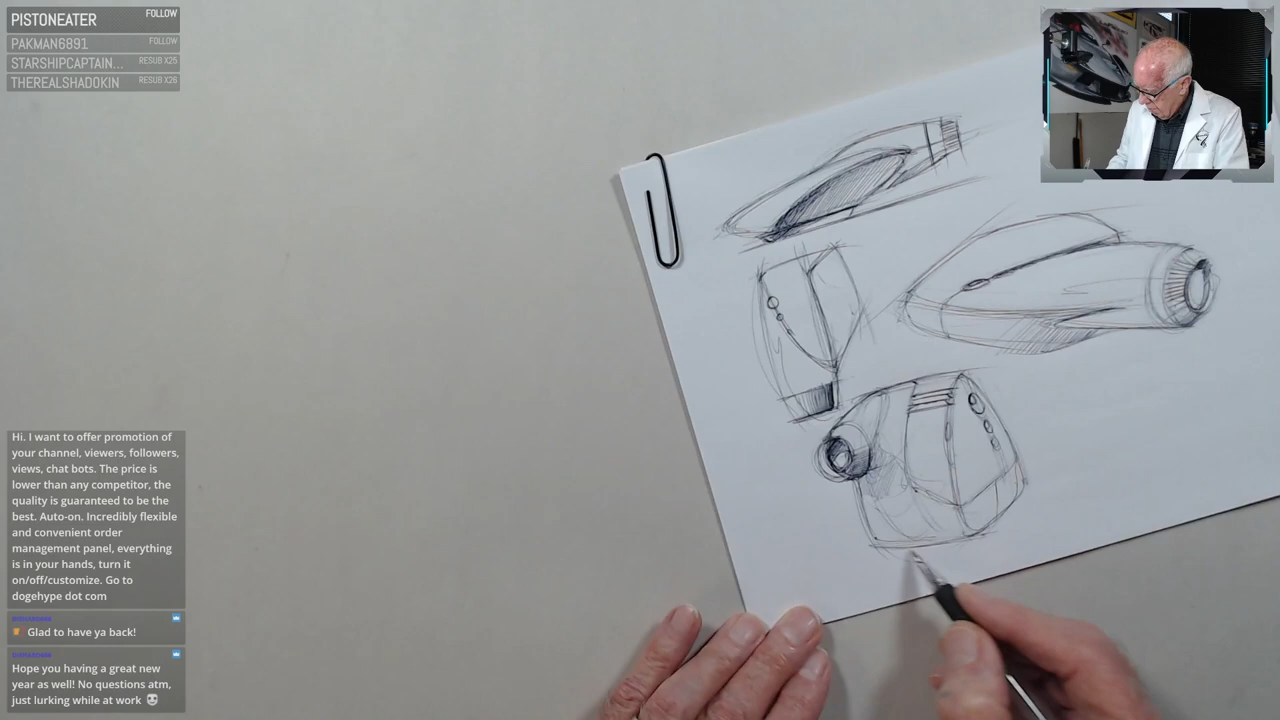 PISTONEATER FOLLOW
PAKMAN6891 FOLLOW
STARSHIPCAPTAIN... RESUB X25
THEREALSHADOKIN RESUB X26
Hi. I want to offer promotion of
your channel, viewers, followers,
views, chat bots. The price is
lower than any competitor, the
quality is guaranteed to be the
best. Auto-on. Incredibly flexible
and convenient order
management panel, everything
is in your hands, turn it
on/off/customize. Go to
dogehype dot com
Glad to have ya back!
Hope you having a great new
year as well! No questions atm,
just lurking while at work